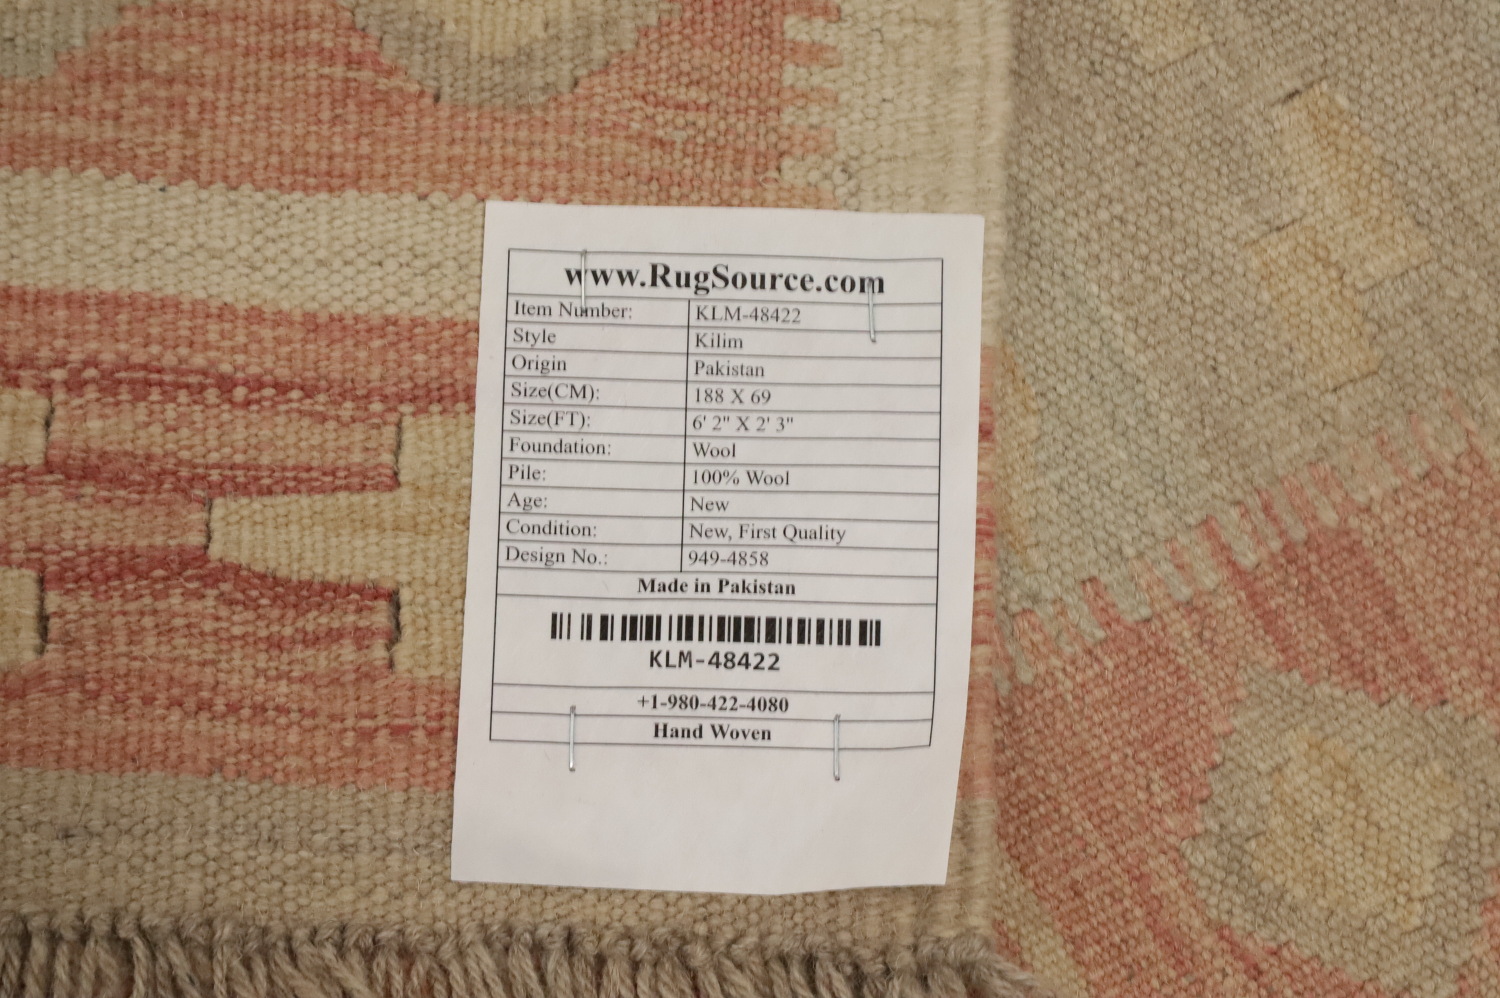 www.RugSource.com
Item Number: KLM-48422
Style Kilim
Origin Pakistan
Size(CM): 188 X 69
Size(FT): 6' 2" X 2' 3"
Foundation: Wool
Pile: 100% Wool
Age: New
Condition: New, First Quality
Design No.: 949-4858
Made in Pakistan
KLM-48422
+1-980-422-4080
Hand Woven